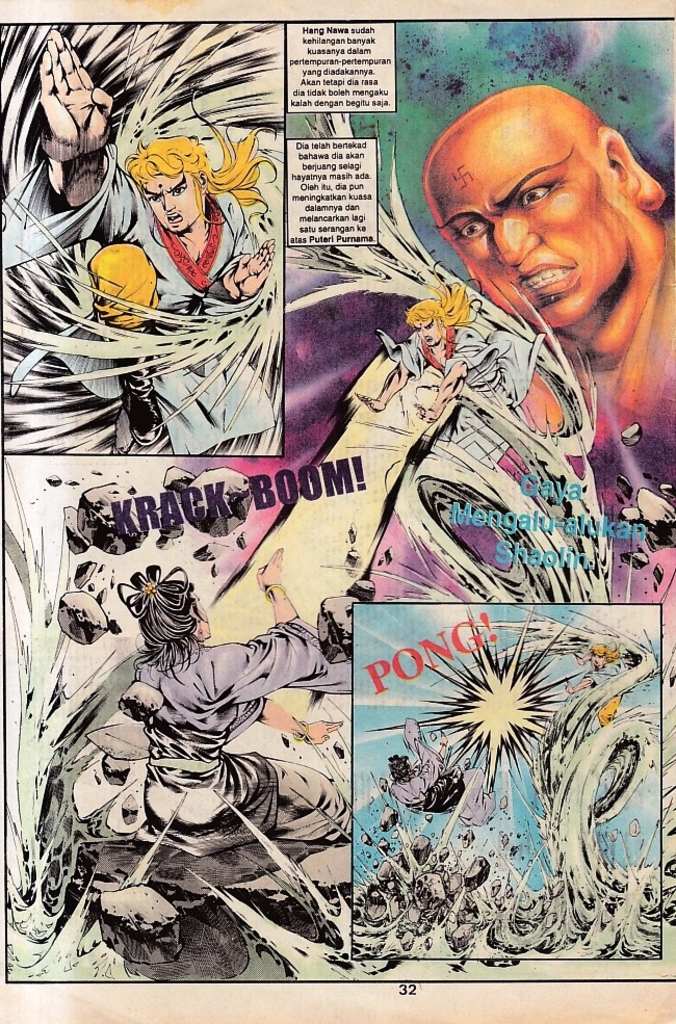 Hang Nawa sudah
kehilangan banyak
kuasanya dalam
pertempuran-pertempuran
yang diadakannya.
Akan tetapi dia rasa
dia tidak boleh mengaku
kalah dengan begitu saja.
Dia telah bertekad
bahawa dia akan
berjuang selagi
hayatnya masih ada.
Oleh itu, dia pun
meningkatkan kuasa
dalamnya dan
melancarkan lagi
satu serangan ke
atas Puteri Purnama.
KRACK-BOOM!
Gaya
Mengalu-alukan
Shaolin.
PONG!
32